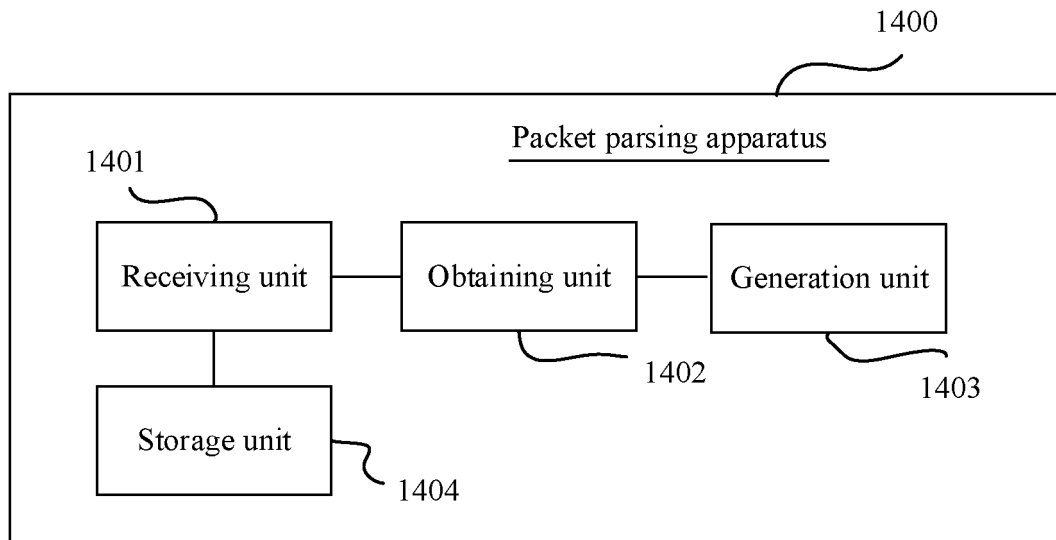 1400
Packet parsing apparatus
1401
Receiving unit
Obtaining unit
Generation unit
1402
1403
Storage unit
1404